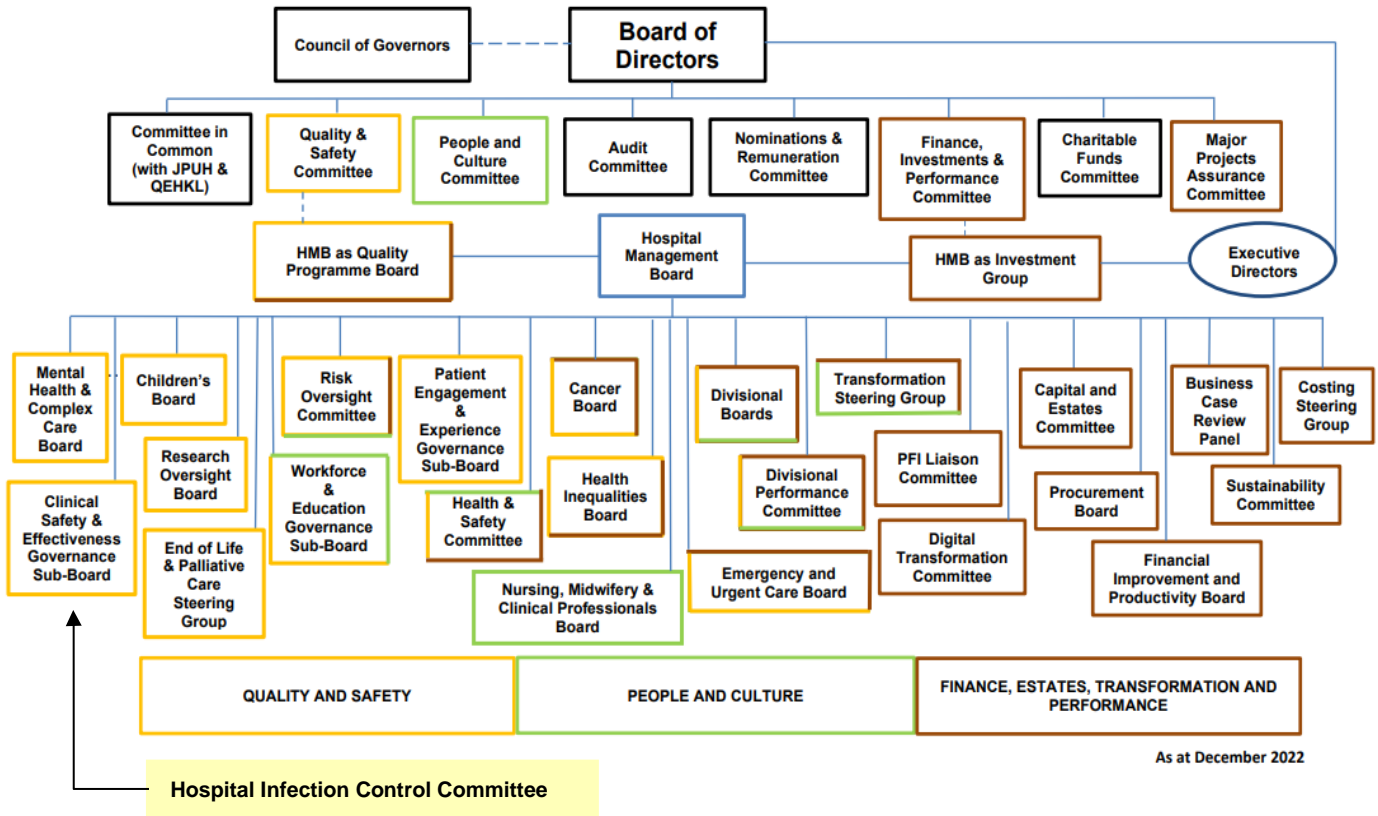 Council of Governors
Board of
Directors
Committee in
Common
(with JPUH &
QEHKL)
Quality &
Safety
Committee
People and
Culture
Committee
Audit
Committee
Nominations &
Remuneration
Committee
Finance,
Investments &
Performance
Committee
Charitable
Funds
Committee
Major
Projects
Assurance
Committee
HMB as Quality
Programme Board
Hospital
Management
Board
HMB as Investment
Group
Executive
Directors
Mental
Health &
Complex
Care
Board
Children's
Board
Risk
Oversight
Committee
Patient
Engagement
&
Experience
Governance
Sub-Board
Cancer
Board
Divisional
Boards
Transformation
Steering Group
Capital and
Estates
Committee
Business
Case
Review
Panel
Costing
Steering
Group
Research
Oversight
Board
Workforce
&
Education
Governance
Sub-Board
Health
Inequalities
Board
Divisional
Performance
Committee
PFI Liaison
Committee
Procurement
Board
Sustainability
Committee
Clinical
Safety &
Effectiveness
Governance
Sub-Board
End of Life
& Palliative
Care
Steering
Group
Health &
& Safety
Committee
Nursing, Midwifery &
Clinical Professionals
Board
Emergency and
Urgent Care Board
Digital
Transformation
Committee
Financial
Improvement and
Productivity Board
QUALITY AND SAFETY
PEOPLE AND CULTURE
FINANCE, ESTATES, TRANSFORMATION AND
PERFORMANCE
As at December 2022
Hospital Infection Control Committee